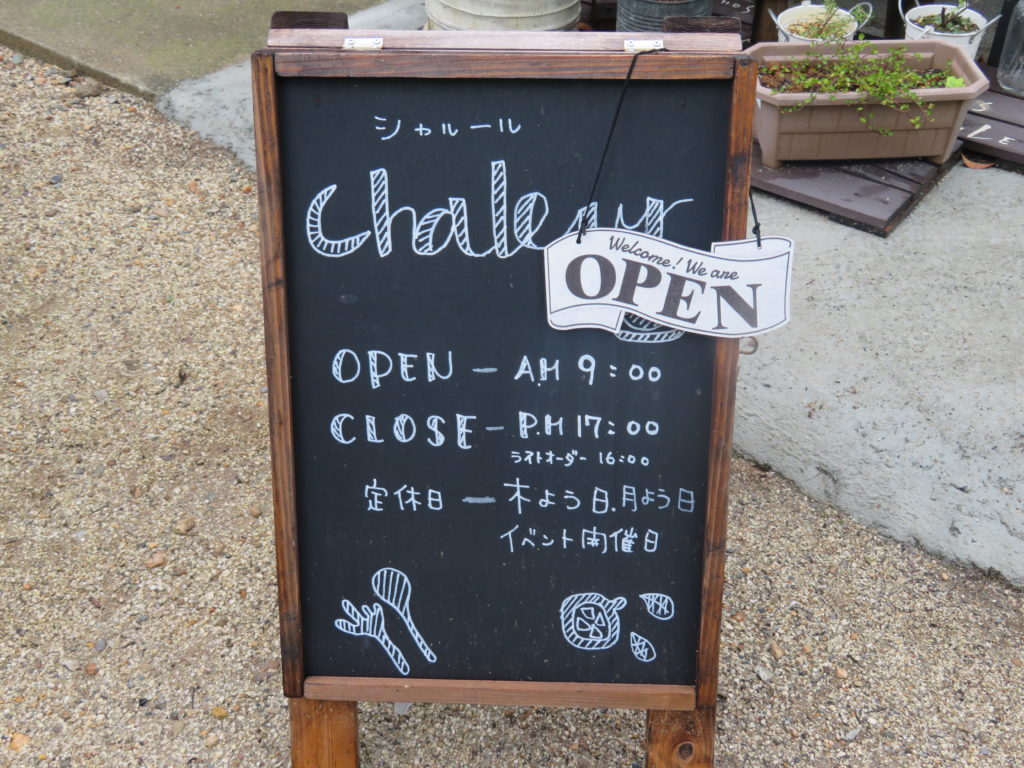 シャルール
chaleur
Welcome! We are
OPEN
OPEN - A.M 9:00
CLOSE - P.M 17:00
ラストオーダー 16:00
定休日 - 木よう日.月よう日
イベント開催日